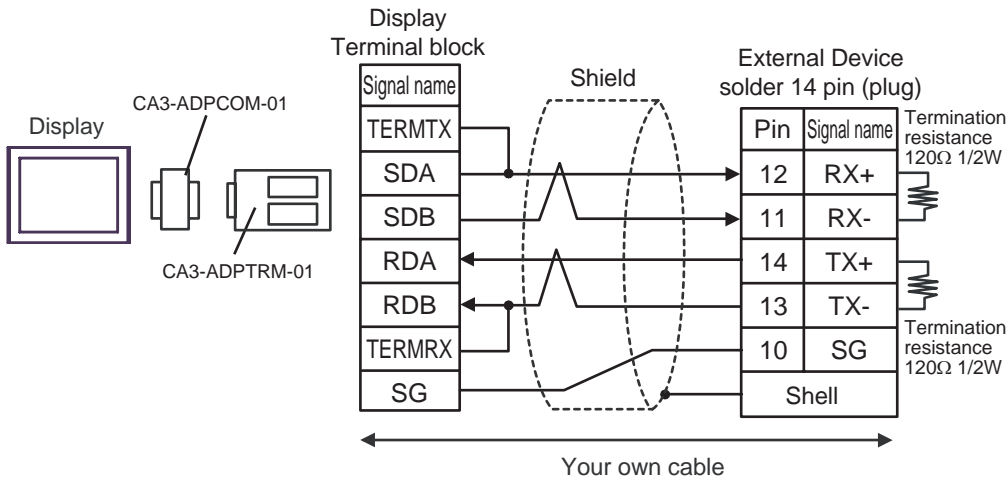 Display
Terminal block
Signal name
TERMTX
SDA
SDB
RDA
RDB
TERMRX
SG
Display
CA3-ADPCOM-01
CA3-ADPTRM-01
Shield
External Device
solder 14 pin (plug)
Pin Signal name
12 RX+
11 RX-
14 TX+
13 TX-
10 SG
Shell
Termination
resistance
120Ω 1/2W
Termination
resistance
120Ω 1/2W
Your own cable